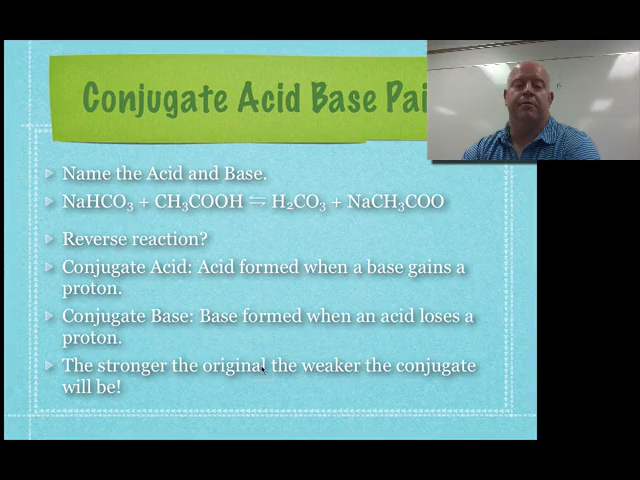 Conjugate Acid Base Pai
Name the Acid and Base.
NaHCO₃ + CH₃COOH ⇋ H₂CO₃ + NaCH₃COO
Reverse reaction?
Conjugate Acid: Acid formed when a base gains a
proton.
Conjugate Base: Base formed when an acid loses a
proton.
The stronger the original the weaker the conjugate
will be!